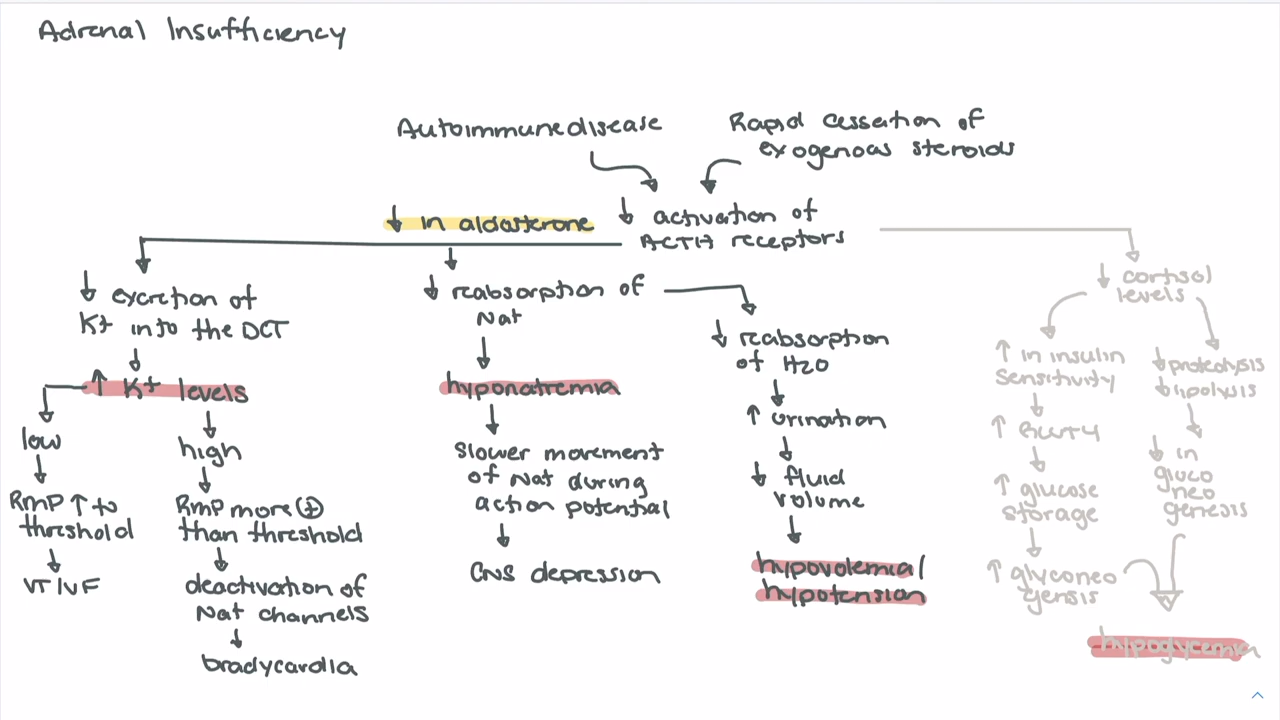 Adrenal Insufficiency
Autoimmune disease
Rapid cessation of
exogenous steroids
↓ in aldosterone
↓ activation of
ACTH receptors
↓ excretion of
K+ into the DCT
↑ K+ levels
low
RMP ↑ to
threshold
VT/VF
high
RMP more (+)
than threshold
deactivation of
Na+ channels
bradycardia
↓ reabsorption of
Na+
hyponatremia
slower movement
of Na+ during
action potential
CNS depression
↓ reabsorption
of H2O
↑ urination
↓ fluid
volume
hypovolemia/
hypotension
↓ cortisol
levels
↑ in insulin
sensitivity
↑ GLUT4
↑ glucose
storage
↑ glyconeo
gensis
↓ proteolysis
↓ lipolysis
↓ in
gluco
neo
genesis
hypoglycemia